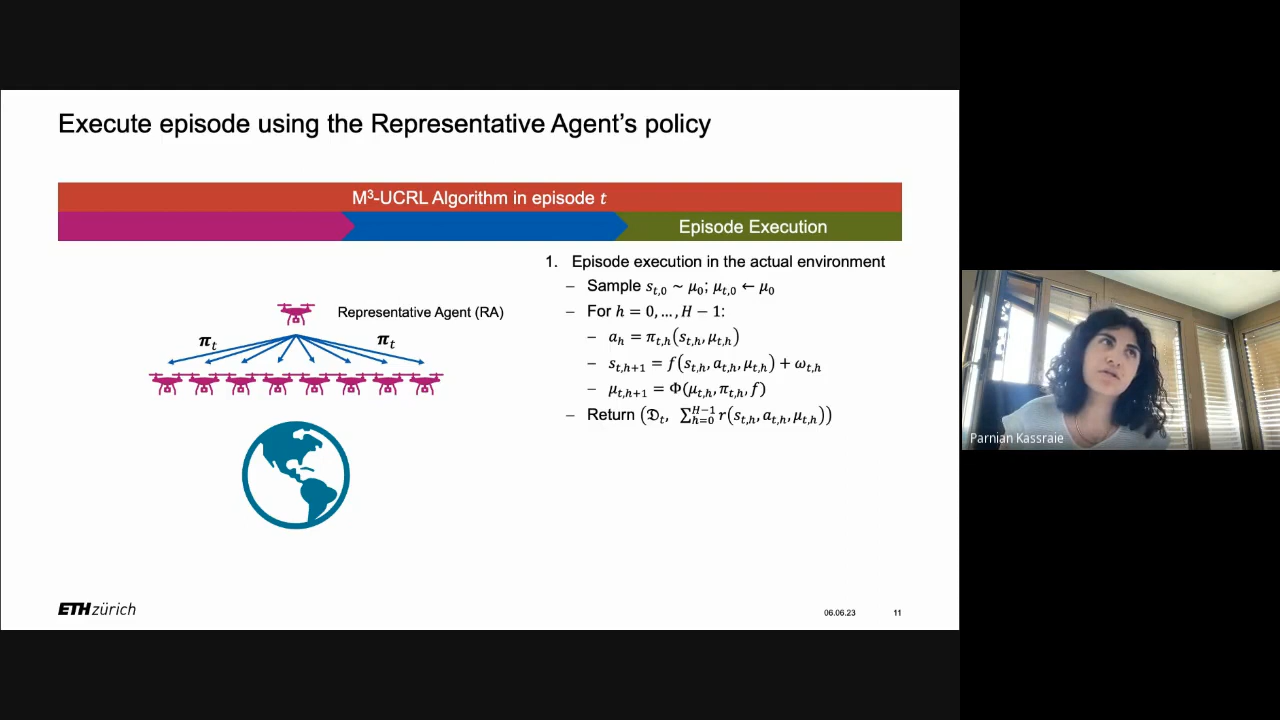 Execute episode using the Representative Agent's policy
M³-UCRL Algorithm in episode t
Episode Execution
Representative Agent (RA)
π_t
π_t
1. Episode execution in the actual environment
– Sample s_{t,0} ~ μ_0; μ_{t,0} ← μ_0
– For h = 0, …, H − 1:
– a_h = π_{t,h}(s_{t,h}, μ_{t,h})
– s_{t,h+1} = f(s_{t,h}, a_{t,h}, μ_{t,h}) + ω_{t,h}
– μ_{t,h+1} = Φ(μ_{t,h}, π_{t,h}, f)
– Return (𝔇_t, ∑_{h=0}^{H−1} r(s_{t,h}, a_{t,h}, μ_{t,h}))
ETH zürich
06.06.23
11
Parnian Kassraie